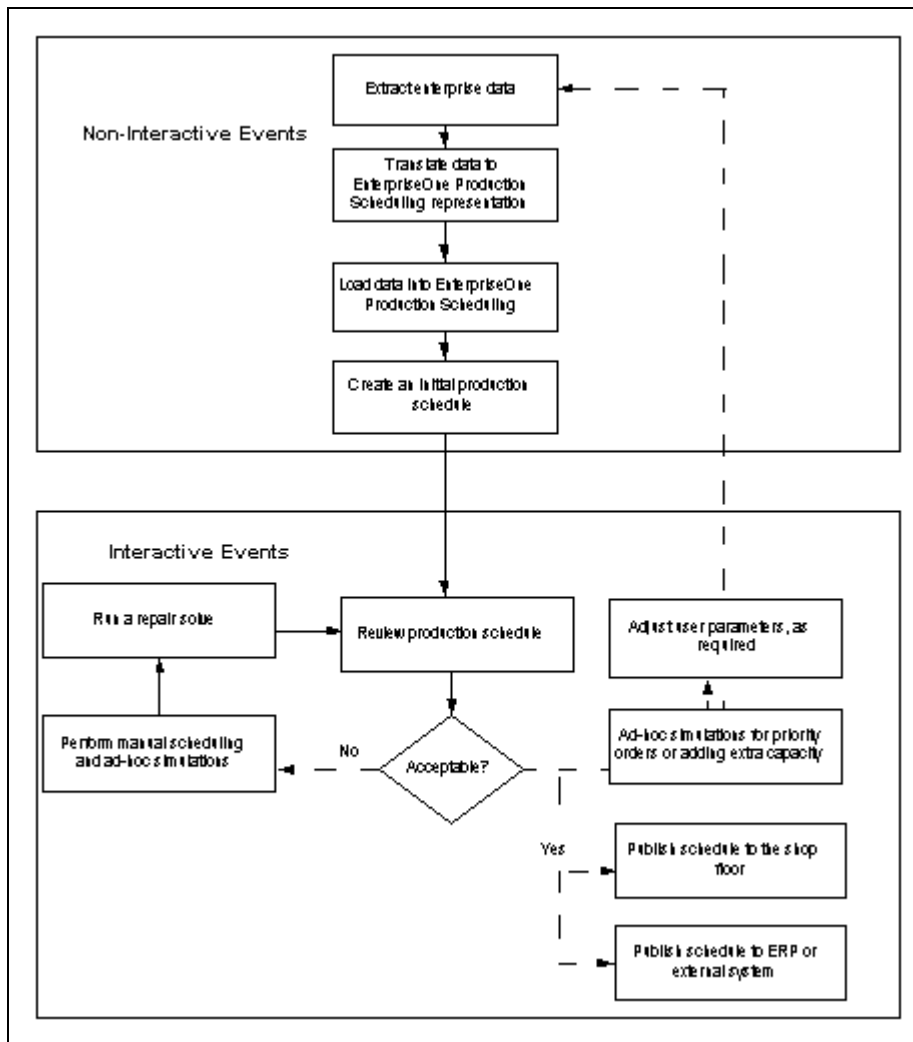 Extract enterprise data
Non-Interactive Events
Translate data to
EnterpriseOne Production
Scheduling representation
Load data into EnterpriseOne
Production Scheduling
Create an initial production
schedule
Interactive Events
Run a repair solve
Review production schedule
Adjust user parameters, as
required
Perform manual scheduling
and ad-hoc simulations
No
Acceptable?
Ad-hoc simulations for priority
orders or adding extra capacity
Yes
Publish schedule to the shop
floor
Publish schedule to ERP or
external system